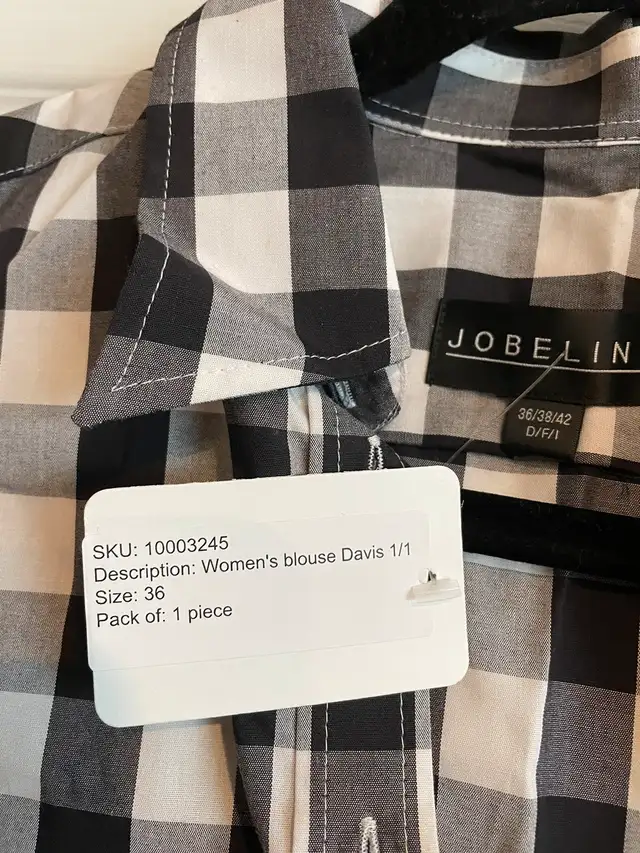 JOBELIN
36/38/42
D/F/I
SKU: 10003245
Description: Women's blouse Davis 1/1
Size: 36
Pack of: 1 piece